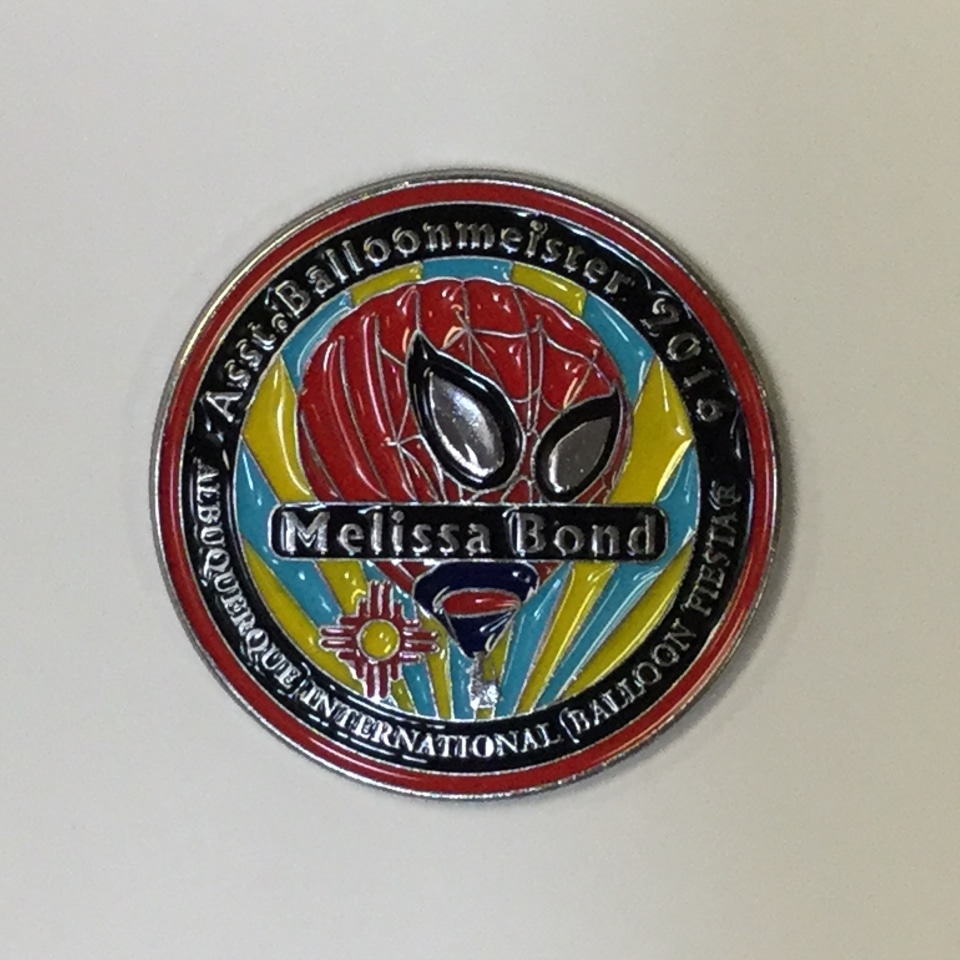 Asst. Balloonmeister 2016
Melissa Bond
ALBUQUERQUE INTERNATIONAL BALLOON FIESTA®